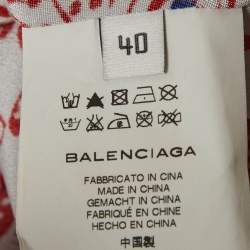 40
BALENCIAGA
FABBRICATO IN CINA
MADE IN CHINA
GEMACHT IN CHINA
FABRIQUÉ EN CHINE
HECHO EN CHINA
中国製